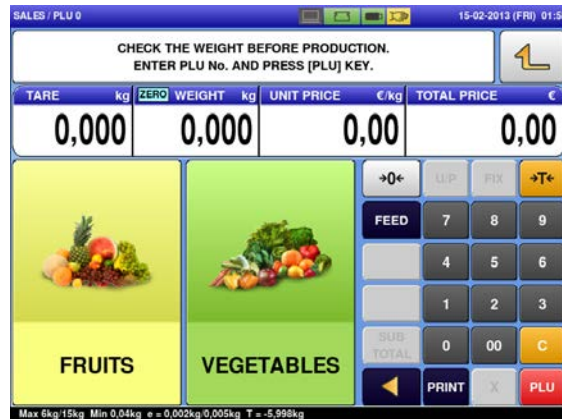 SALES / PLU 0
15-02-2013 (FRI) 01:5
CHECK THE WEIGHT BEFORE PRODUCTION.
ENTER PLU No. AND PRESS [PLU] KEY.
TARE kg ZERO WEIGHT kg UNIT PRICE €/kg TOTAL PRICE €
0,000 0,000 0,00 0,00
→0← U/P FIX →T←
FEED 7 8 9
4 5 6
1 2 3
SUB TOTAL 0 00 C
FRUITS VEGETABLES
PRINT X PLU
Max 6kg/15kg Min 0,04kg e = 0,002kg/0,005kg T = -5,998kg